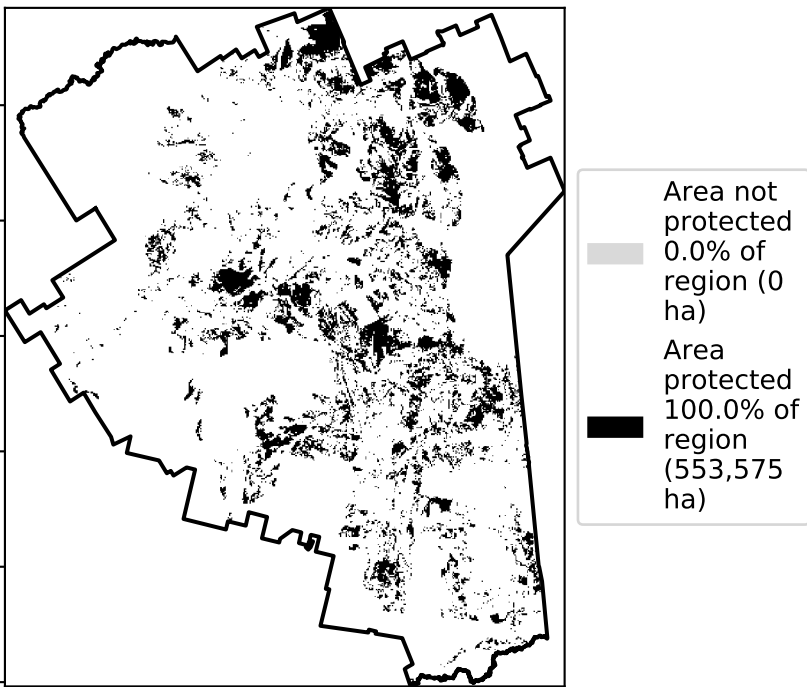 Area not
protected
0.0% of
region (0
ha)
Area
protected
100.0% of
region
(553,575
ha)